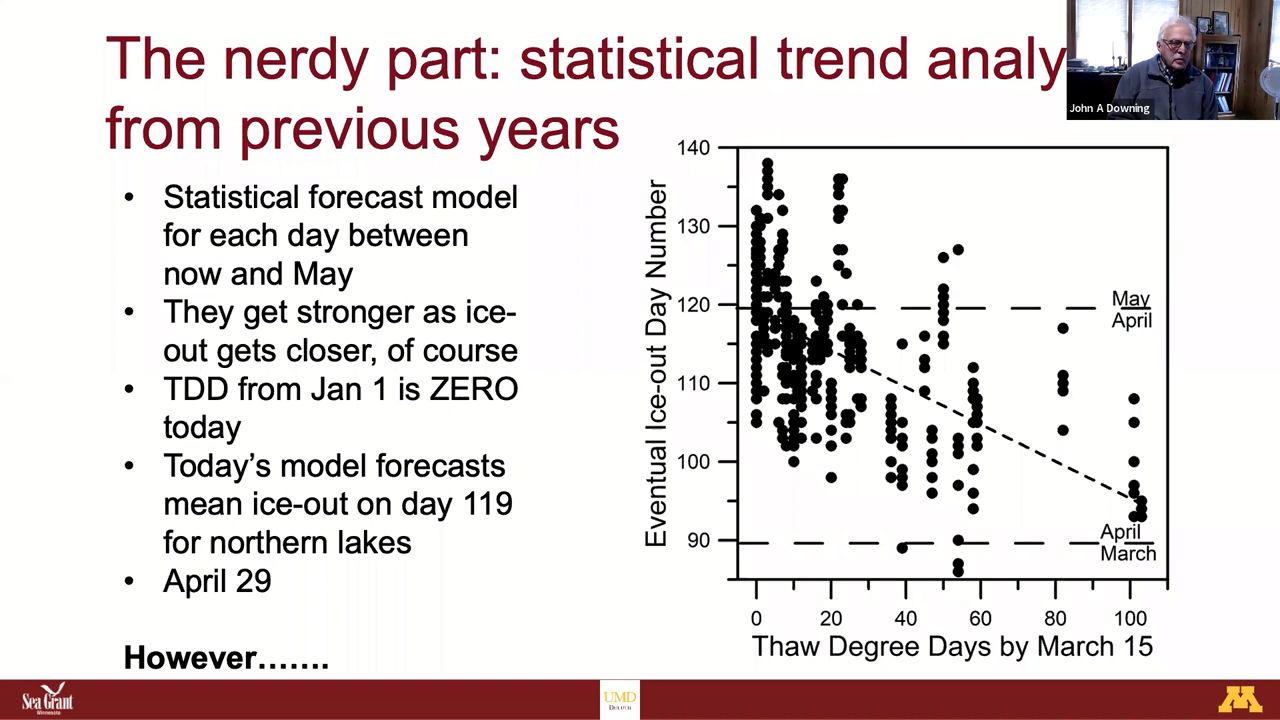 The nerdy part: statistical trend analy
from previous years
John A Downing
• Statistical forecast model
for each day between
now and May
• They get stronger as ice-
out gets closer, of course
• TDD from Jan 1 is ZERO
today
• Today’s model forecasts
mean ice-out on day 119
for northern lakes
• April 29
However…….
Eventual Ice-out Day Number
140
130
120
110
100
90
May
April
April
March
0 20 40 60 80 100
Thaw Degree Days by March 15
Sea Grant
Minnesota
UMD
DULUTH
M